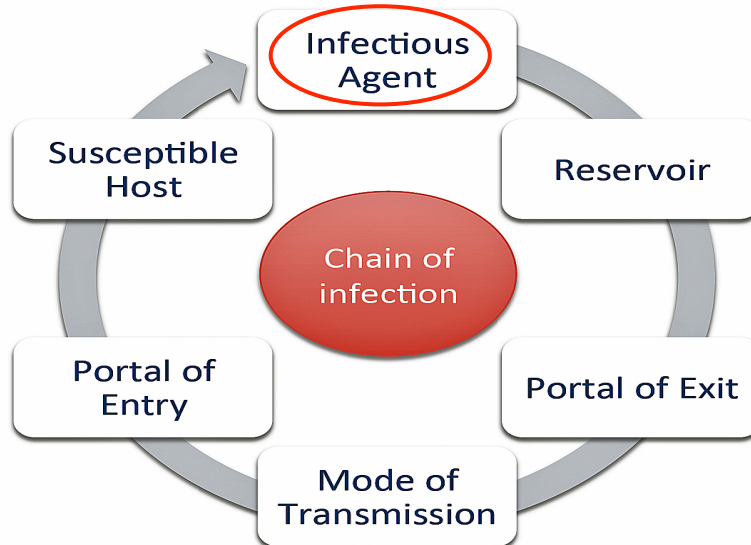 Infectious
Agent
Reservoir
Portal of Exit
Mode of
Transmission
Portal of
Entry
Susceptible
Host
Chain of
infection